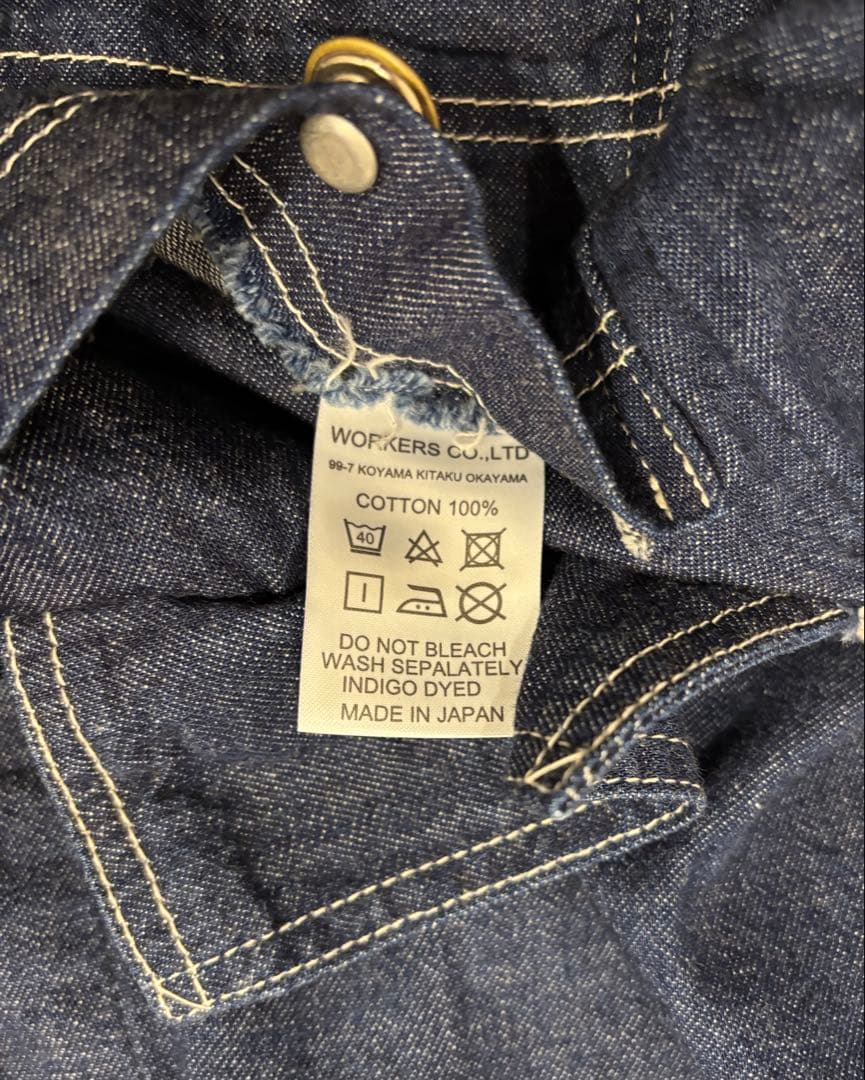 WORKERS CO.,LTD
99-7 KOYAMA KITAKU OKAYAMA
COTTON 100%
40
DO NOT BLEACH
WASH SEPALATELY
INDIGO DYED
MADE IN JAPAN